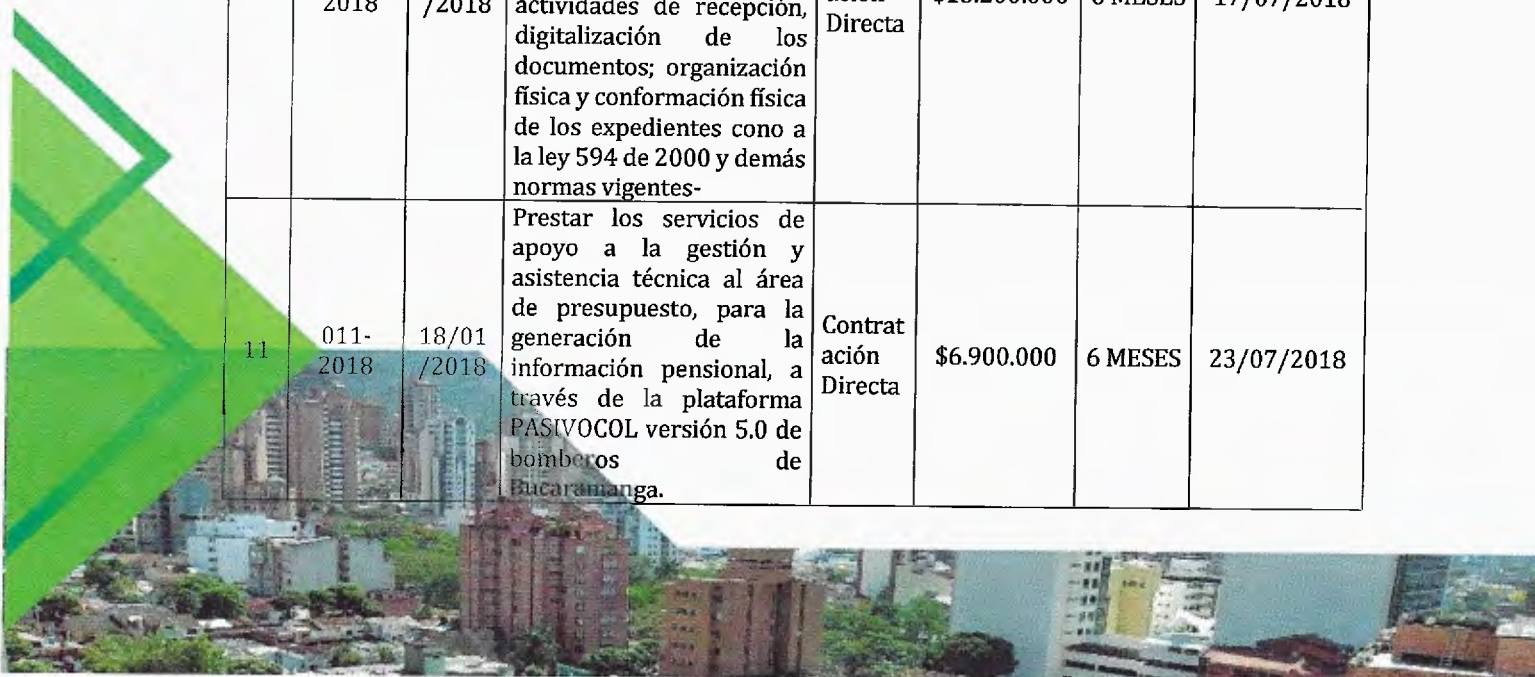 2018
/2018
actividades de recepción,
digitalización de los
documentos; organización
física y conformación física
de los expedientes cono a
la ley 594 de 2000 y demás
normas vigentes-
Directa
6 MESES
17/07/2018
11
011-
2018
18/01
/2018
Prestar los servicios de
apoyo a la gestión y
asistencia técnica al área
de presupuesto, para la
generación de la
información pensional, a
través de la plataforma
PASIVOCOL versión 5.0 de
bomberos de
Bucaramanga.
Contrat
ación
Directa
$6.900.000
6 MESES
23/07/2018